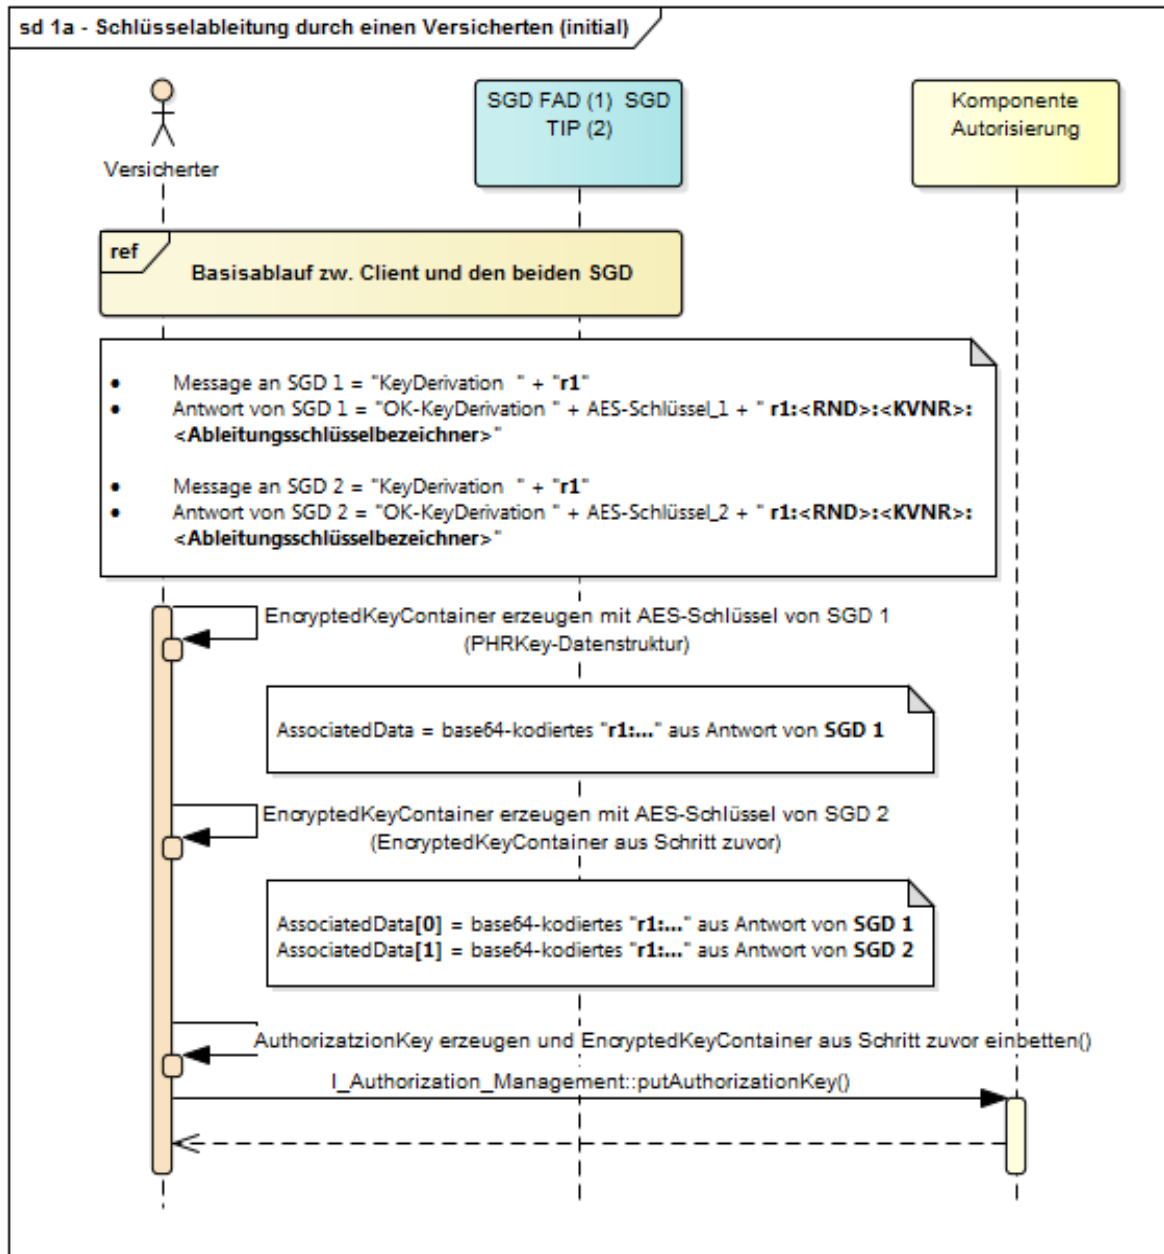 sd 1a - Schlüsselableitung durch einen Versicherten (initial)
SGD FAD (1)  SGD
TIP (2)
Komponente
Autorisierung
Versicherter
ref
Basisablauf zw. Client und den beiden SGD
• Message an SGD 1 = "KeyDerivation  " + "r1"
• Antwort von SGD 1 = "OK-KeyDerivation " + AES-Schlüssel_1 + " r1:<RND>:<KVNR>:
<Ableitungsschlüsselbezeichner>"
• Message an SGD 2 = "KeyDerivation  " + "r1"
• Antwort von SGD 2 = "OK-KeyDerivation " + AES-Schlüssel_2 + " r1:<RND>:<KVNR>:
<Ableitungsschlüsselbezeichner>"
EncryptedKeyContainer erzeugen mit AES-Schlüssel von SGD 1
(PHRKey-Datenstruktur)
AssociatedData = base64-kodiertes "r1:..." aus Antwort von SGD 1
EncryptedKeyContainer erzeugen mit AES-Schlüssel von SGD 2
(EncryptedKeyContainer aus Schritt zuvor)
AssociatedData[0] = base64-kodiertes "r1:..." aus Antwort von SGD 1
AssociatedData[1] = base64-kodiertes "r1:..." aus Antwort von SGD 2
AuthorizatzionKey erzeugen und EncryptedKeyContainer aus Schritt zuvor einbetten()
I_Authorization_Management::putAuthorizationKey()